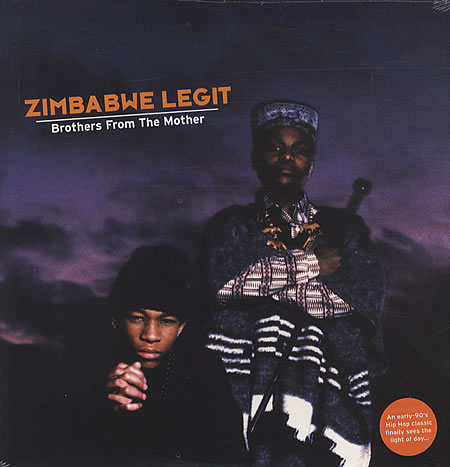 ZIMBABWE LEGIT
Brothers From The Mother
An early-90's
Hip Hop classic
finally sees the
light of day...